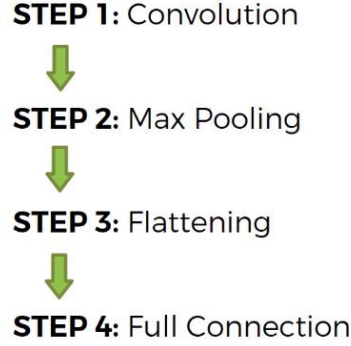 STEP 1: Convolution
STEP 2: Max Pooling
STEP 3: Flattening
STEP 4: Full Connection